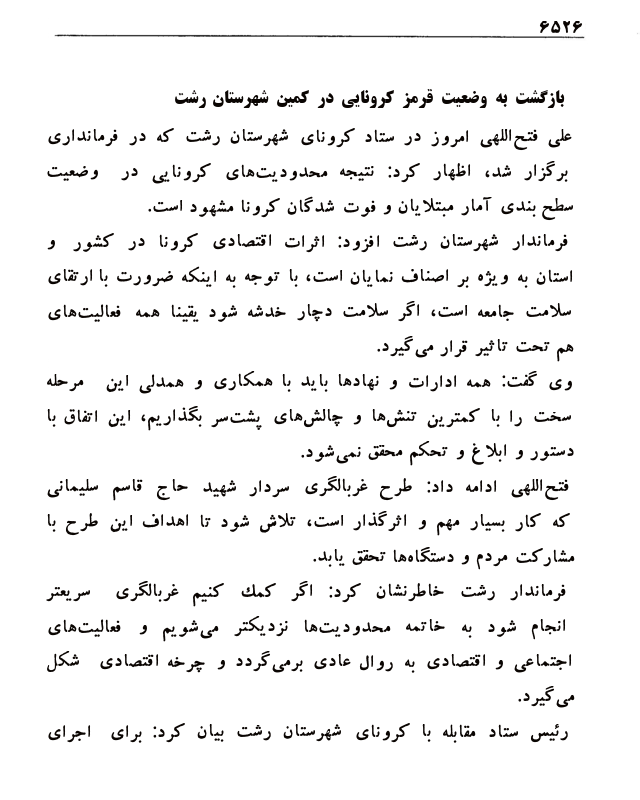 ۶۵۲۶
بازگشت به وضعیت قرمز کرونایی در کمین شهرستان رشت
علی فتح‌اللهی امروز در ستاد کرونای شهرستان رشت که در فرمانداری
برگزار شد، اظهار کرد: نتیجه محدودیت‌های کرونایی در وضعیت
سطح بندی آمار مبتلایان و فوت شدگان کرونا مشهود است.
فرماندار شهرستان رشت افزود: اثرات اقتصادی کرونا در کشور و
استان به ویژه بر اصناف نمایان است، با توجه به اینکه ضرورت با ارتقای
سلامت جامعه است، اگر سلامت دچار خدشه شود یقینا همه فعالیت‌های
هم تحت تاثیر قرار می‌گیرد.
وی گفت: همه ادارات و نهادها باید با همکاری و همدلی این مرحله
سخت را با کمترین تنش‌ها و چالش‌های پشت‌سر بگذاریم، این اتفاق با
دستور و ابلاغ و تحکم محقق نمی‌شود.
فتح‌اللهی ادامه داد: طرح غربالگری سردار شهید حاج قاسم سلیمانی
که کار بسیار مهم و اثرگذار است، تلاش شود تا اهداف این طرح با
مشارکت مردم و دستگاه‌ها تحقق یابد.
فرماندار رشت خاطرنشان کرد: اگر کمك کنیم غربالگری سریعتر
انجام شود به خاتمه محدودیت‌ها نزدیکتر می‌شویم و فعالیت‌های
اجتماعی و اقتصادی به روال عادی برمی‌گردد و چرخه اقتصادی شکل
می‌گیرد.
رئیس ستاد مقابله با کرونای شهرستان رشت بیان کرد: برای اجرای